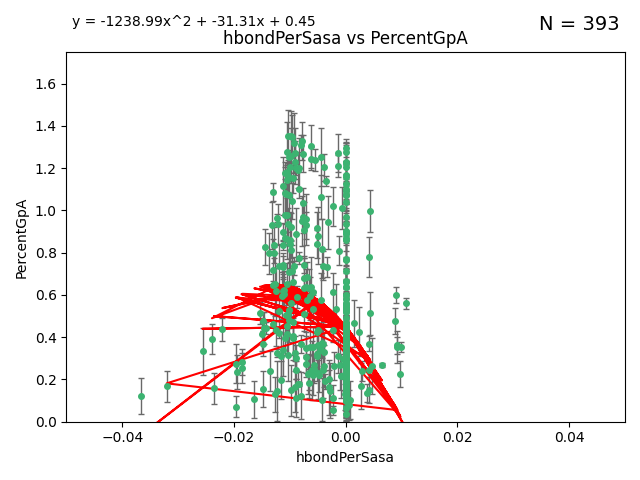 y = -1238.99x^2 + -31.31x + 0.45
N = 393
hbondPerSasa vs PercentGpA
PercentGpA
1.6
1.4
1.2
1.0
0.8
0.6
0.4
0.2
0.0
−0.04 −0.02 0.00 0.02 0.04
hbondPerSasa